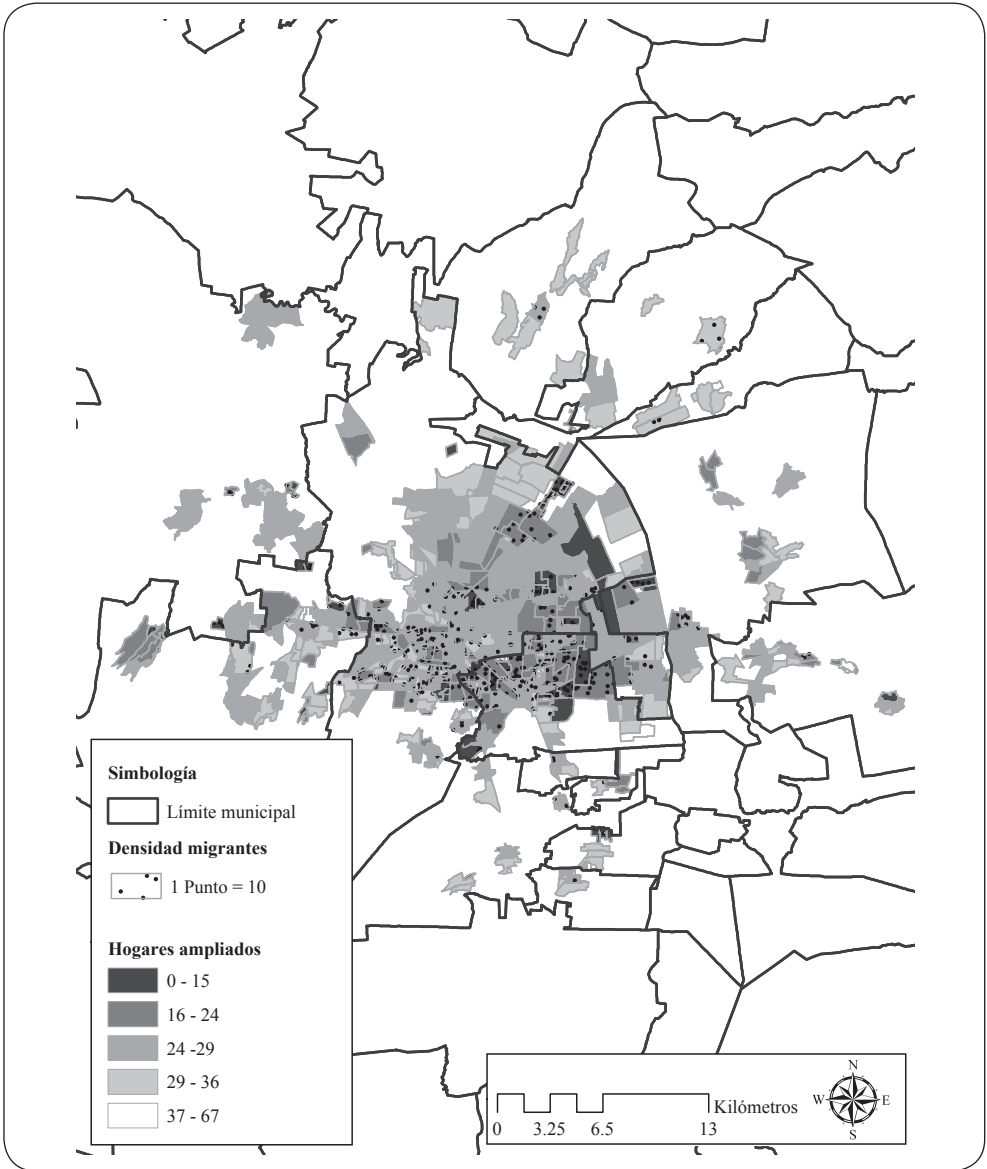 Simbología
Límite municipal
Densidad migrantes
1 Punto = 10
Hogares ampliados
0 - 15
16 - 24
24 -29
29 - 36
37 - 67
Kilómetros
0 3.25 6.5 13
N
W E
S